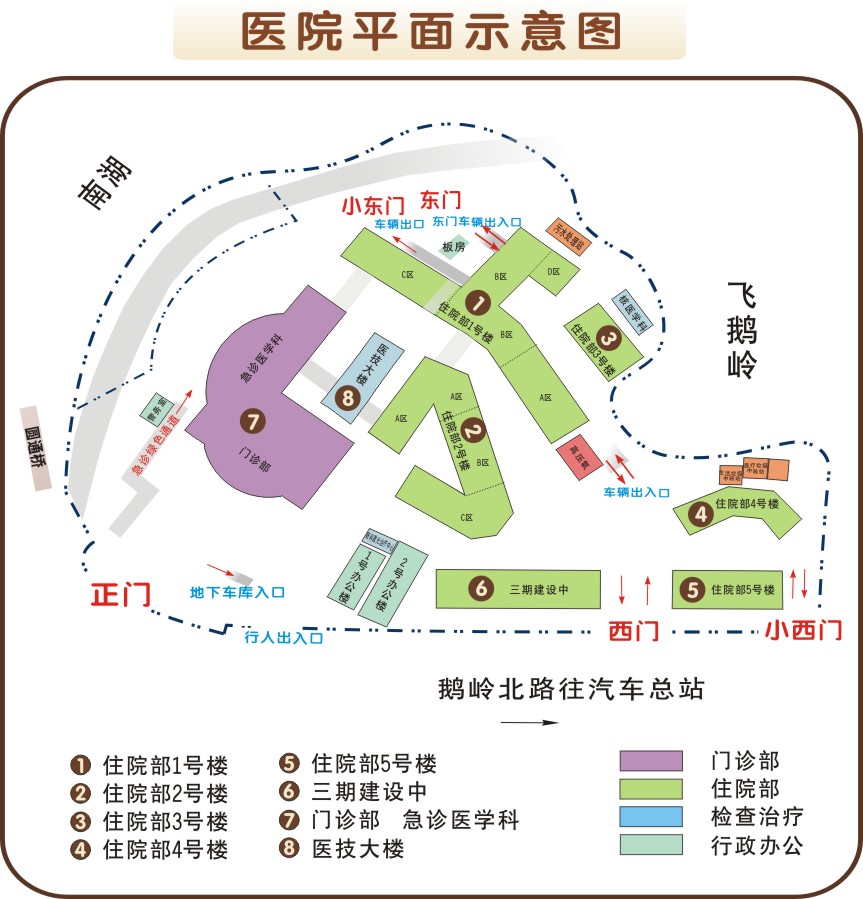 医院平面示意图
南湖
小东门
东门
车辆出口
东门车辆出入口
板房
污水处理站
C区
B区
D区
1
住院部1号楼
B区
A区
核医学科
3
住院部3号楼
飞鹅岭
急诊医学科
医技大楼
8
7
门诊部
A区
A区
2
住院部2号楼
B区
C区
警务室
急诊绿色通道
圆通桥
高压氧
车辆出入口
生活垃圾
中转站
医疗垃圾
中转站
4
住院部4号楼
1号办公楼
2号办公楼
6
三期建设中
5
住院部5号楼
正门
地下车库入口
行人出入口
西门
小西门
鹅岭北路往汽车总站
1 住院部1号楼
2 住院部2号楼
3 住院部3号楼
4 住院部4号楼
5 住院部5号楼
6 三期建设中
7 门诊部 急诊医学科
8 医技大楼
门诊部
住院部
检查治疗
行政办公